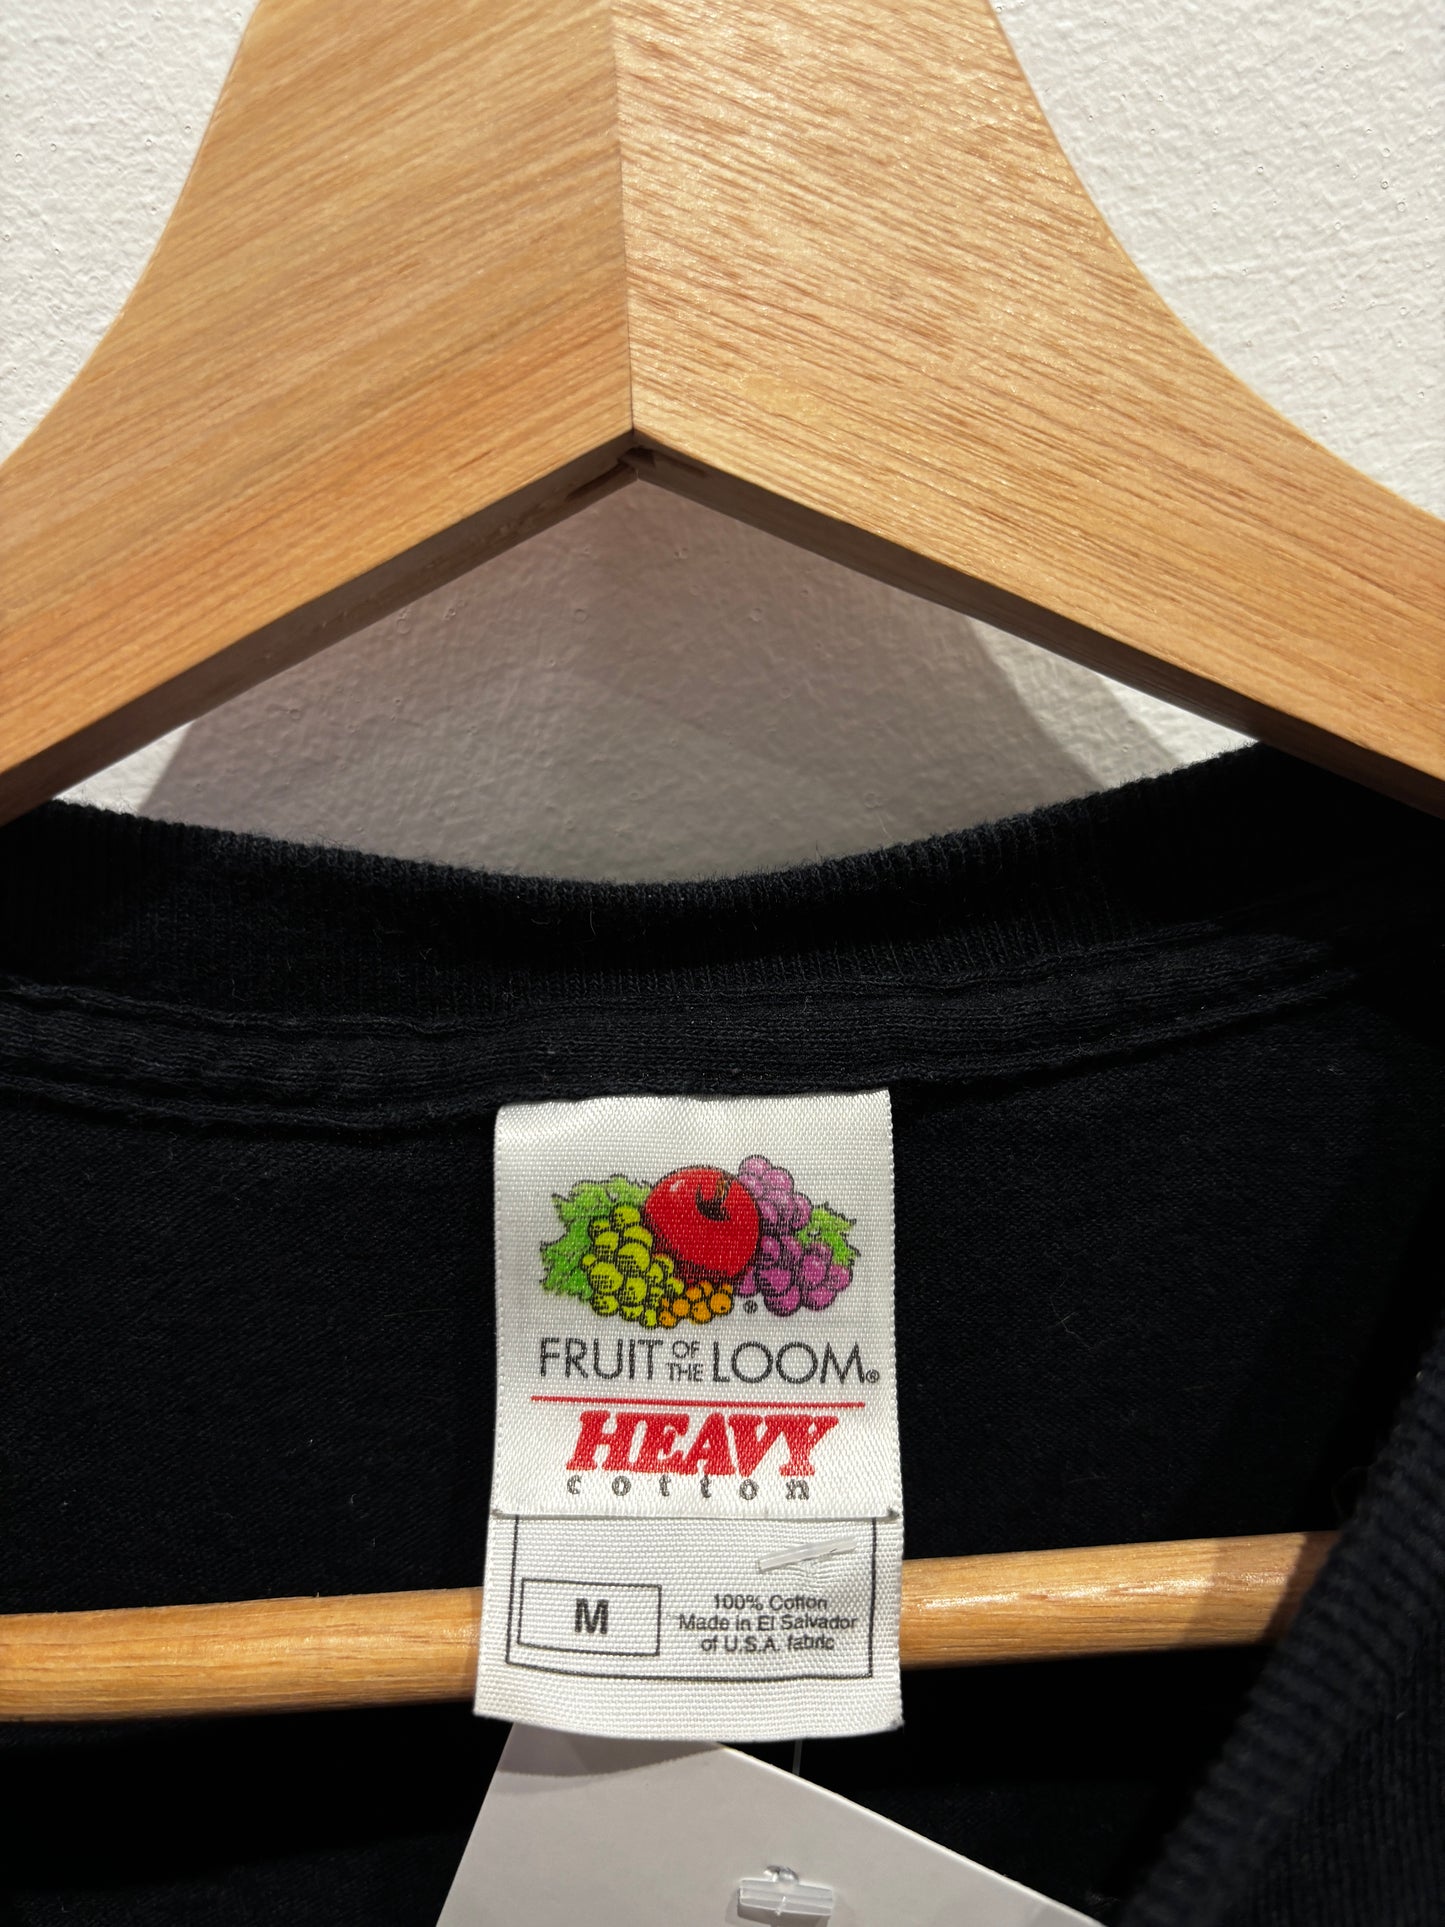 ®
FRUIT OF THE LOOM®
HEAVY
cotton
M
100% Cotton
Made in El Salvador
of U.S.A. fabric